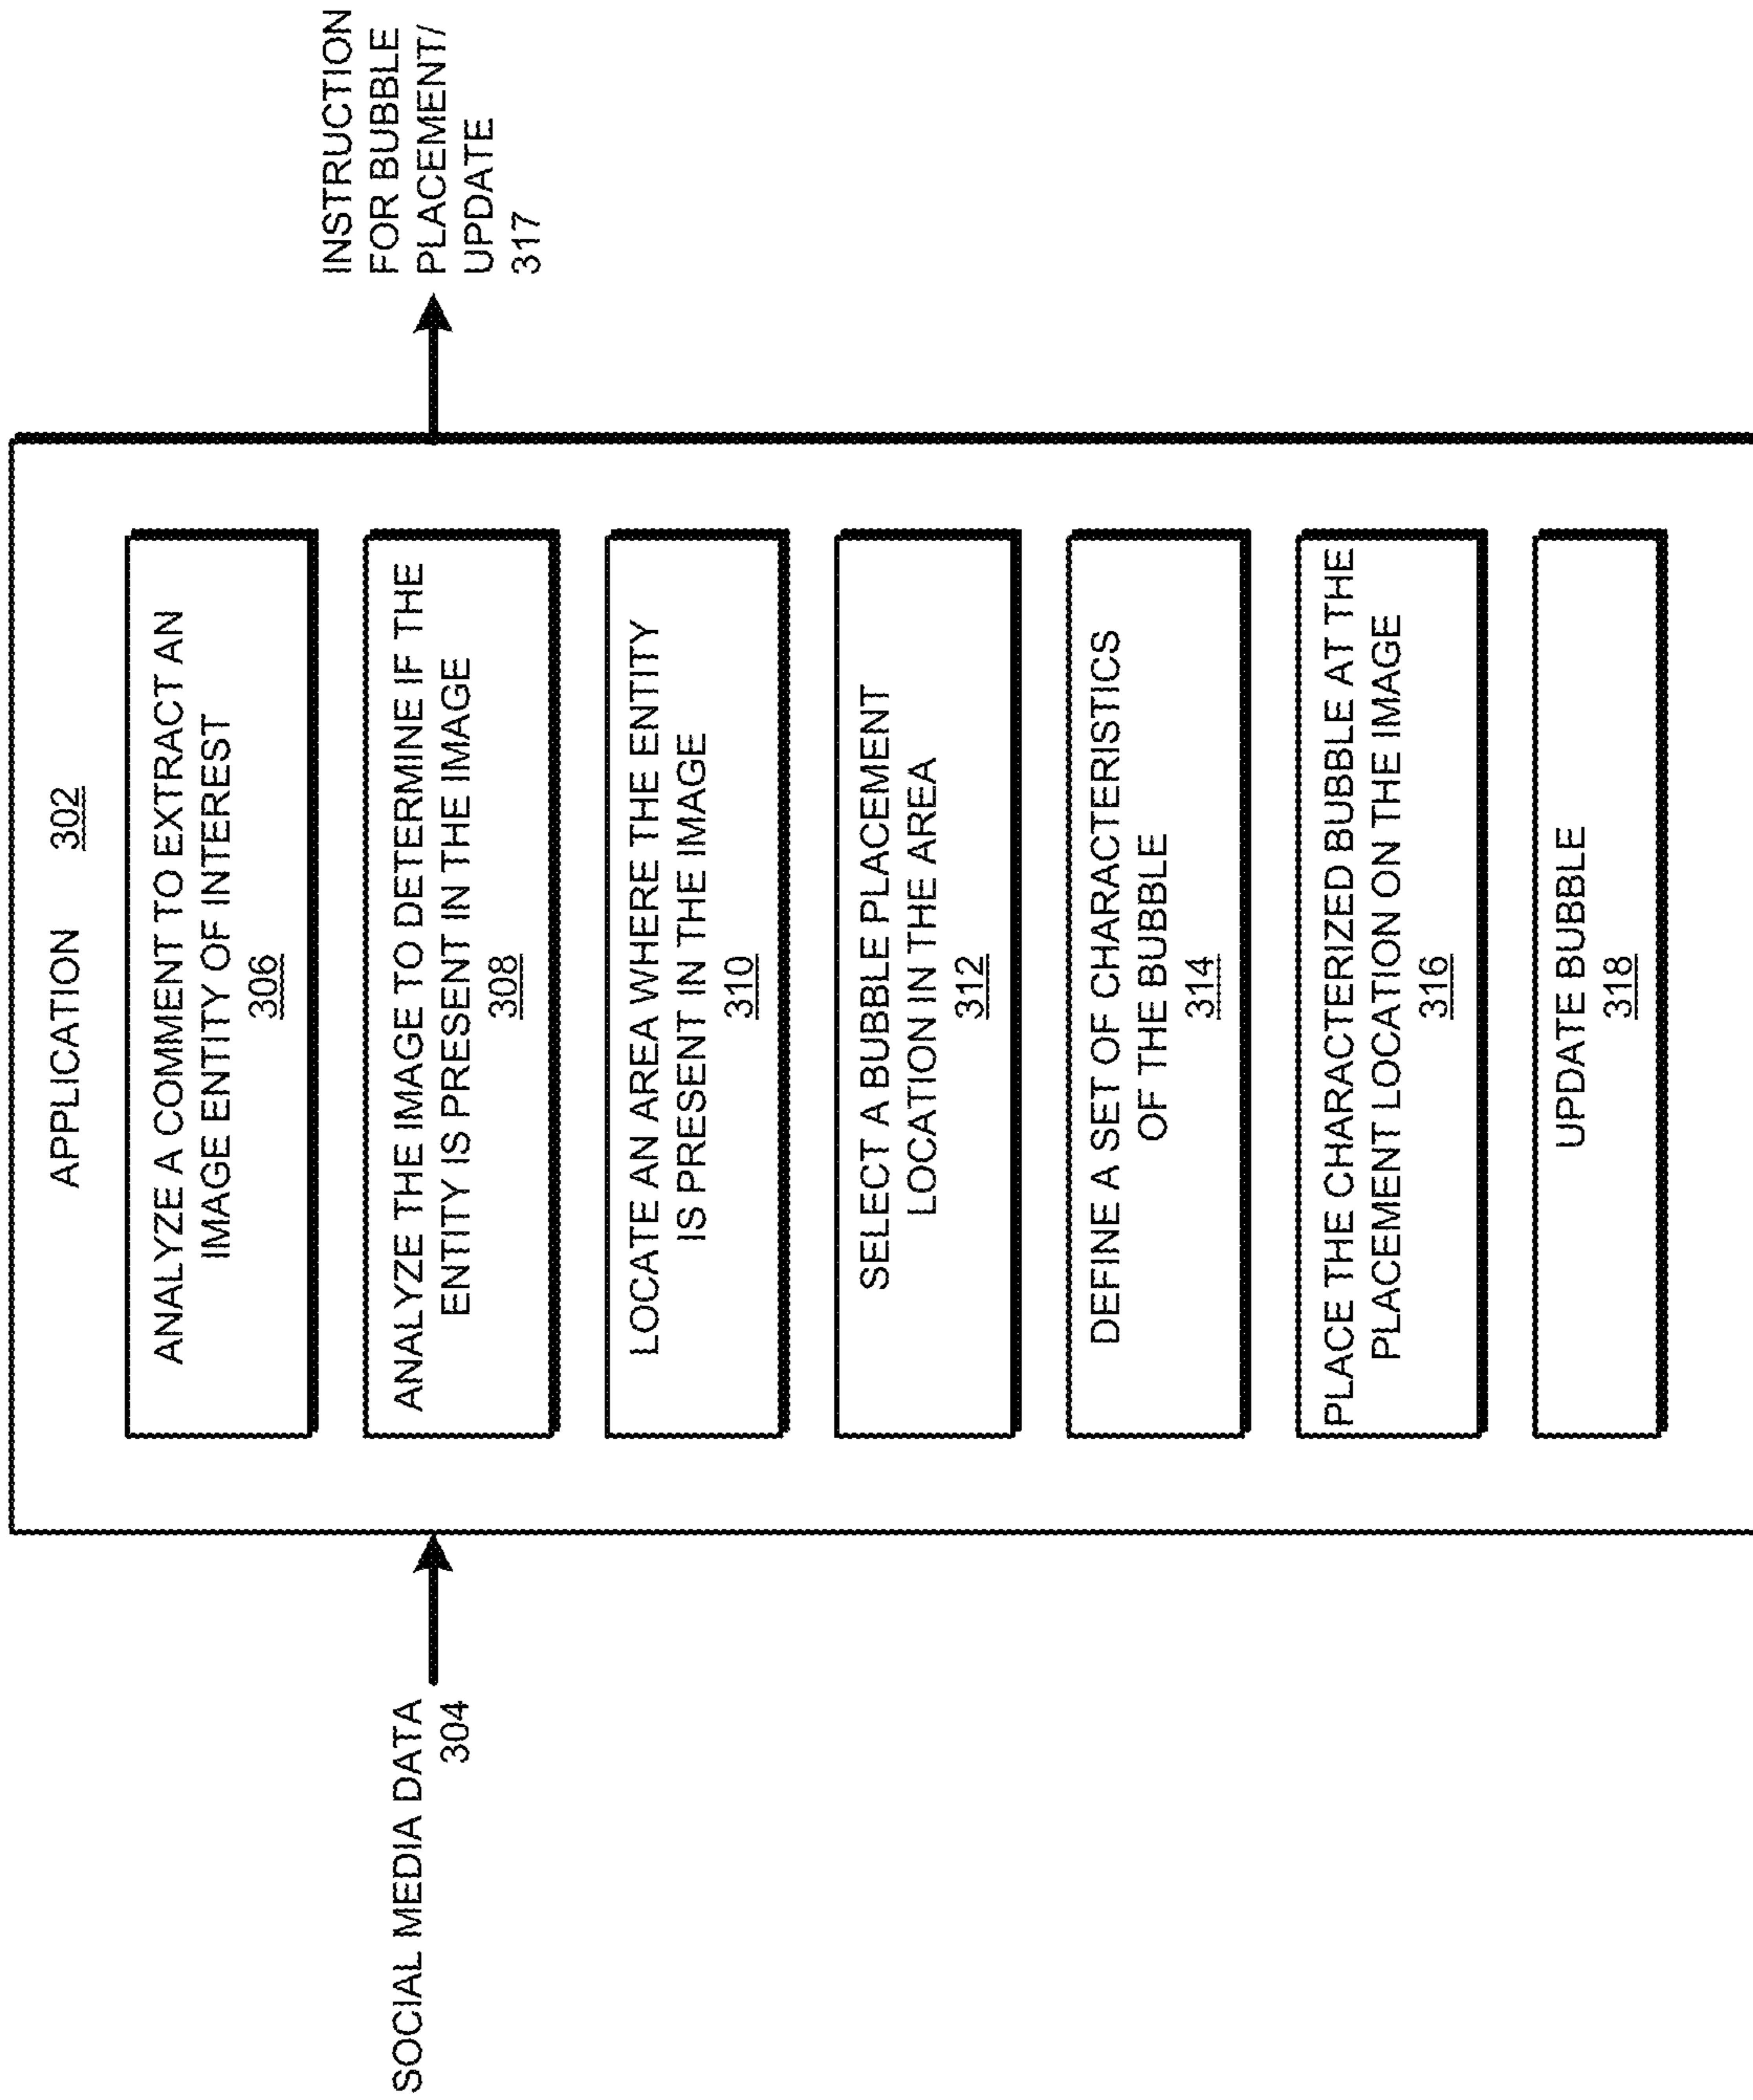 APPLICATION 302
SOCIAL MEDIA DATA
304
ANALYZE A COMMENT TO EXTRACT AN
IMAGE ENTITY OF INTEREST
306
ANALYZE THE IMAGE TO DETERMINE IF THE
ENTITY IS PRESENT IN THE IMAGE
308
LOCATE AN AREA WHERE THE ENTITY
IS PRESENT IN THE IMAGE
310
SELECT A BUBBLE PLACEMENT
LOCATION IN THE AREA
312
DEFINE A SET OF CHARACTERISTICS
OF THE BUBBLE
314
PLACE THE CHARACTERIZED BUBBLE AT THE
PLACEMENT LOCATION ON THE IMAGE
316
UPDATE BUBBLE
318
INSTRUCTION
FOR BUBBLE
PLACEMENT/
UPDATE
317